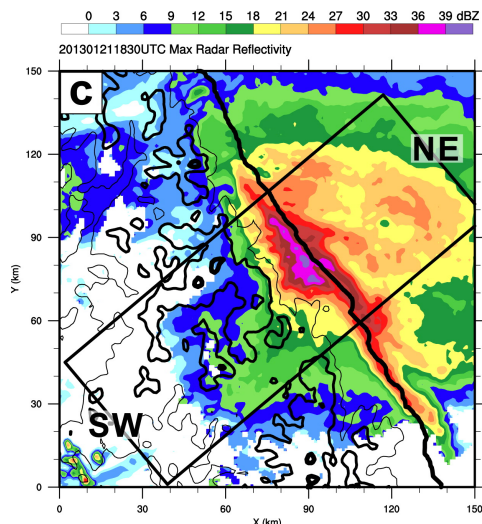 0 3 6 9 12 15 18 21 24 27 30 33 36 39 dBZ
201301211830UTC Max Radar Reflectivity
C
NE
SW
150
120
90
60
30
0
Y (km)
0 30 60 90 120 150
X (km)